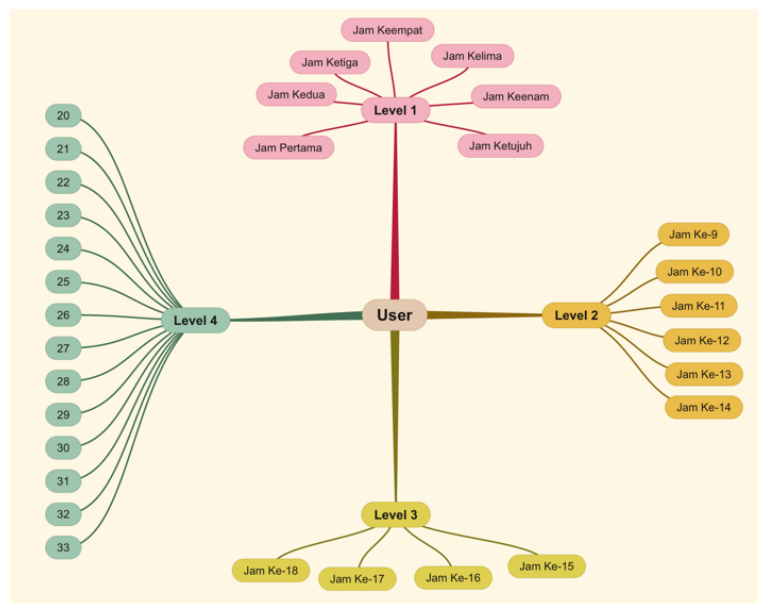 Jam Keempat
Jam Ketiga
Jam Kelima
Jam Kedua
Jam Keenam
Level 1
Jam Pertama
Jam Ketujuh
20
21
22
23
24
25
26
27
28
29
30
31
32
33
Level 4
User
Level 2
Jam Ke-9
Jam Ke-10
Jam Ke-11
Jam Ke-12
Jam Ke-13
Jam Ke-14
Level 3
Jam Ke-18
Jam Ke-17
Jam Ke-16
Jam Ke-15